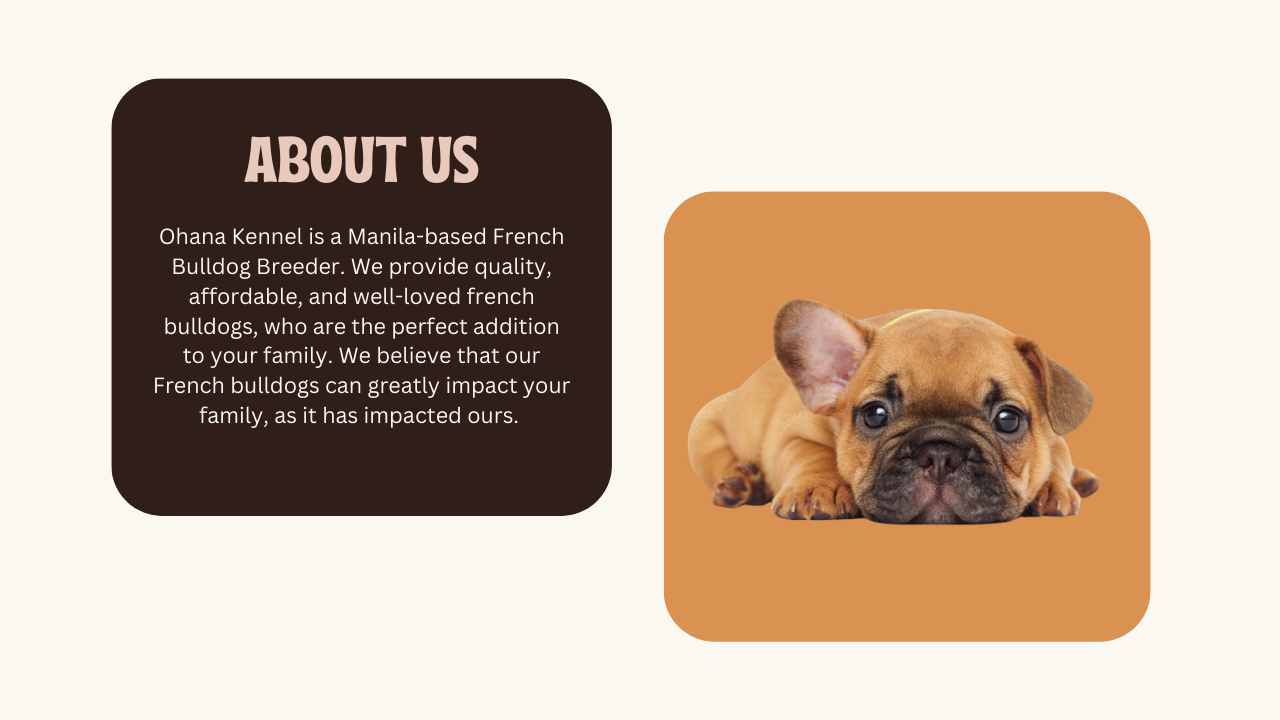 ABOUT US
Ohana Kennel is a Manila-based French
Bulldog Breeder. We provide quality,
affordable, and well-loved french
bulldogs, who are the perfect addition
to your family. We believe that our
French bulldogs can greatly impact your
family, as it has impacted ours.